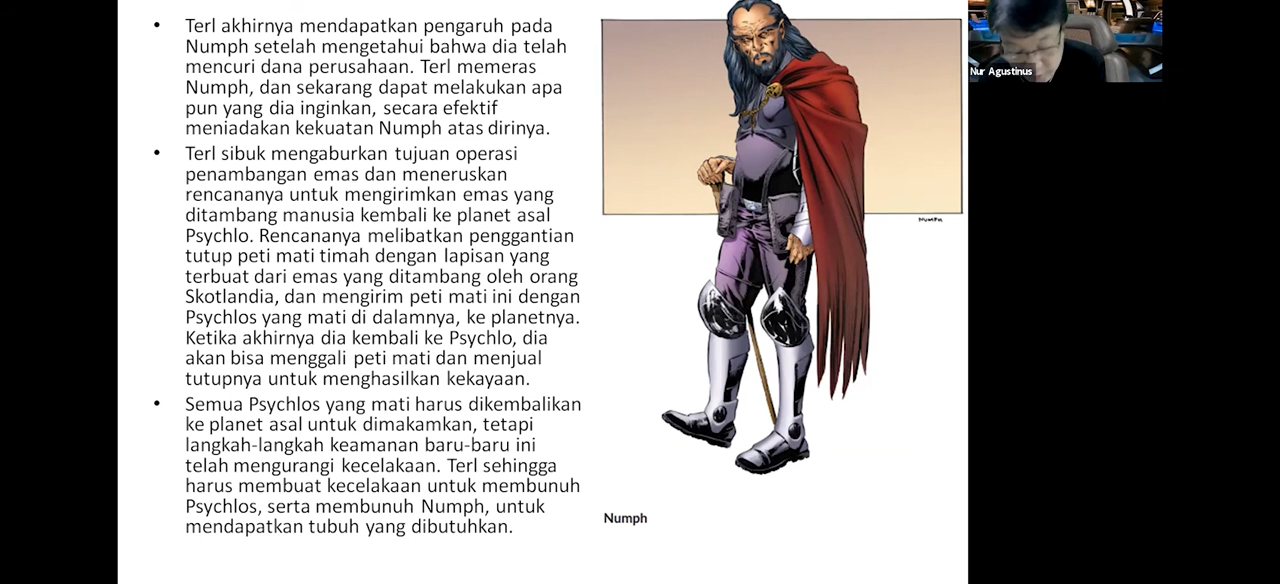 • Terl akhirnya mendapatkan pengaruh pada
Numph setelah mengetahui bahwa dia telah
mencuri dana perusahaan. Terl memeras
Numph, dan sekarang dapat melakukan apa
pun yang dia inginkan, secara efektif
meniadakan kekuatan Numph atas dirinya.
• Terl sibuk mengaburkan tujuan operasi
penambangan emas dan meneruskan
rencananya untuk mengirimkan emas yang
ditambang manusia kembali ke planet asal
Psychlo. Rencananya melibatkan penggantian
tutup peti mati timah dengan lapisan yang
terbuat dari emas yang ditambang oleh orang
Skotlandia, dan mengirim peti mati ini dengan
Psychlos yang mati di dalamnya, ke planetnya.
Ketika akhirnya dia kembali ke Psychlo, dia
akan bisa menggali peti mati dan menjual
tutupnya untuk menghasilkan kekayaan.
• Semua Psychlos yang mati harus dikembalikan
ke planet asal untuk dimakamkan, tetapi
langkah-langkah keamanan baru-baru ini
telah mengurangi kecelakaan. Terl sehingga
harus membuat kecelakaan untuk membunuh
Psychlos, serta membunuh Numph, untuk
mendapatkan tubuh yang dibutuhkan.
NUMPH
Numph
Nur Agustinus